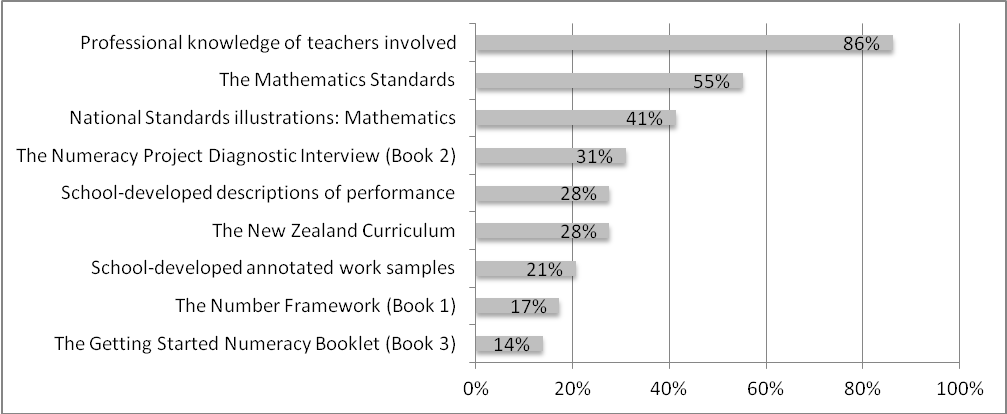 Professional knowledge of teachers involved 86%
The Mathematics Standards 55%
National Standards illustrations: Mathematics 41%
The Numeracy Project Diagnostic Interview (Book 2) 31%
School-developed descriptions of performance 28%
The New Zealand Curriculum 28%
School-developed annotated work samples 21%
The Number Framework (Book 1) 17%
The Getting Started Numeracy Booklet (Book 3) 14%
0% 20% 40% 60% 80% 100%